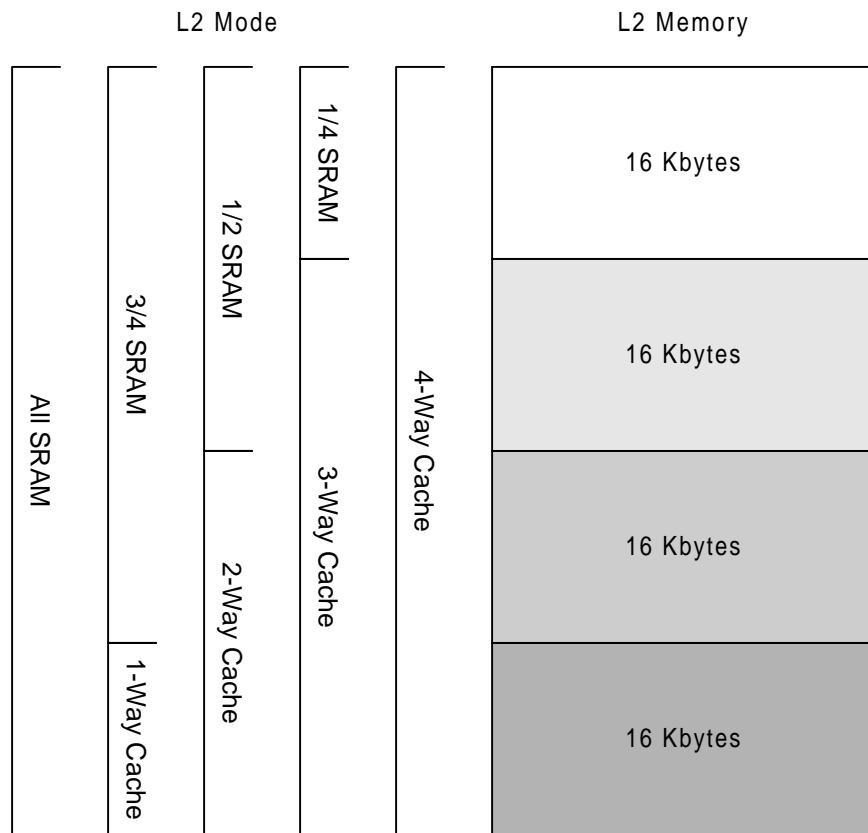 L2 Mode
L2 Memory
All SRAM
3/4 SRAM
1-Way Cache
1/2 SRAM
2-Way Cache
1/4 SRAM
3-Way Cache
4-Way Cache
16 Kbytes
16 Kbytes
16 Kbytes
16 Kbytes